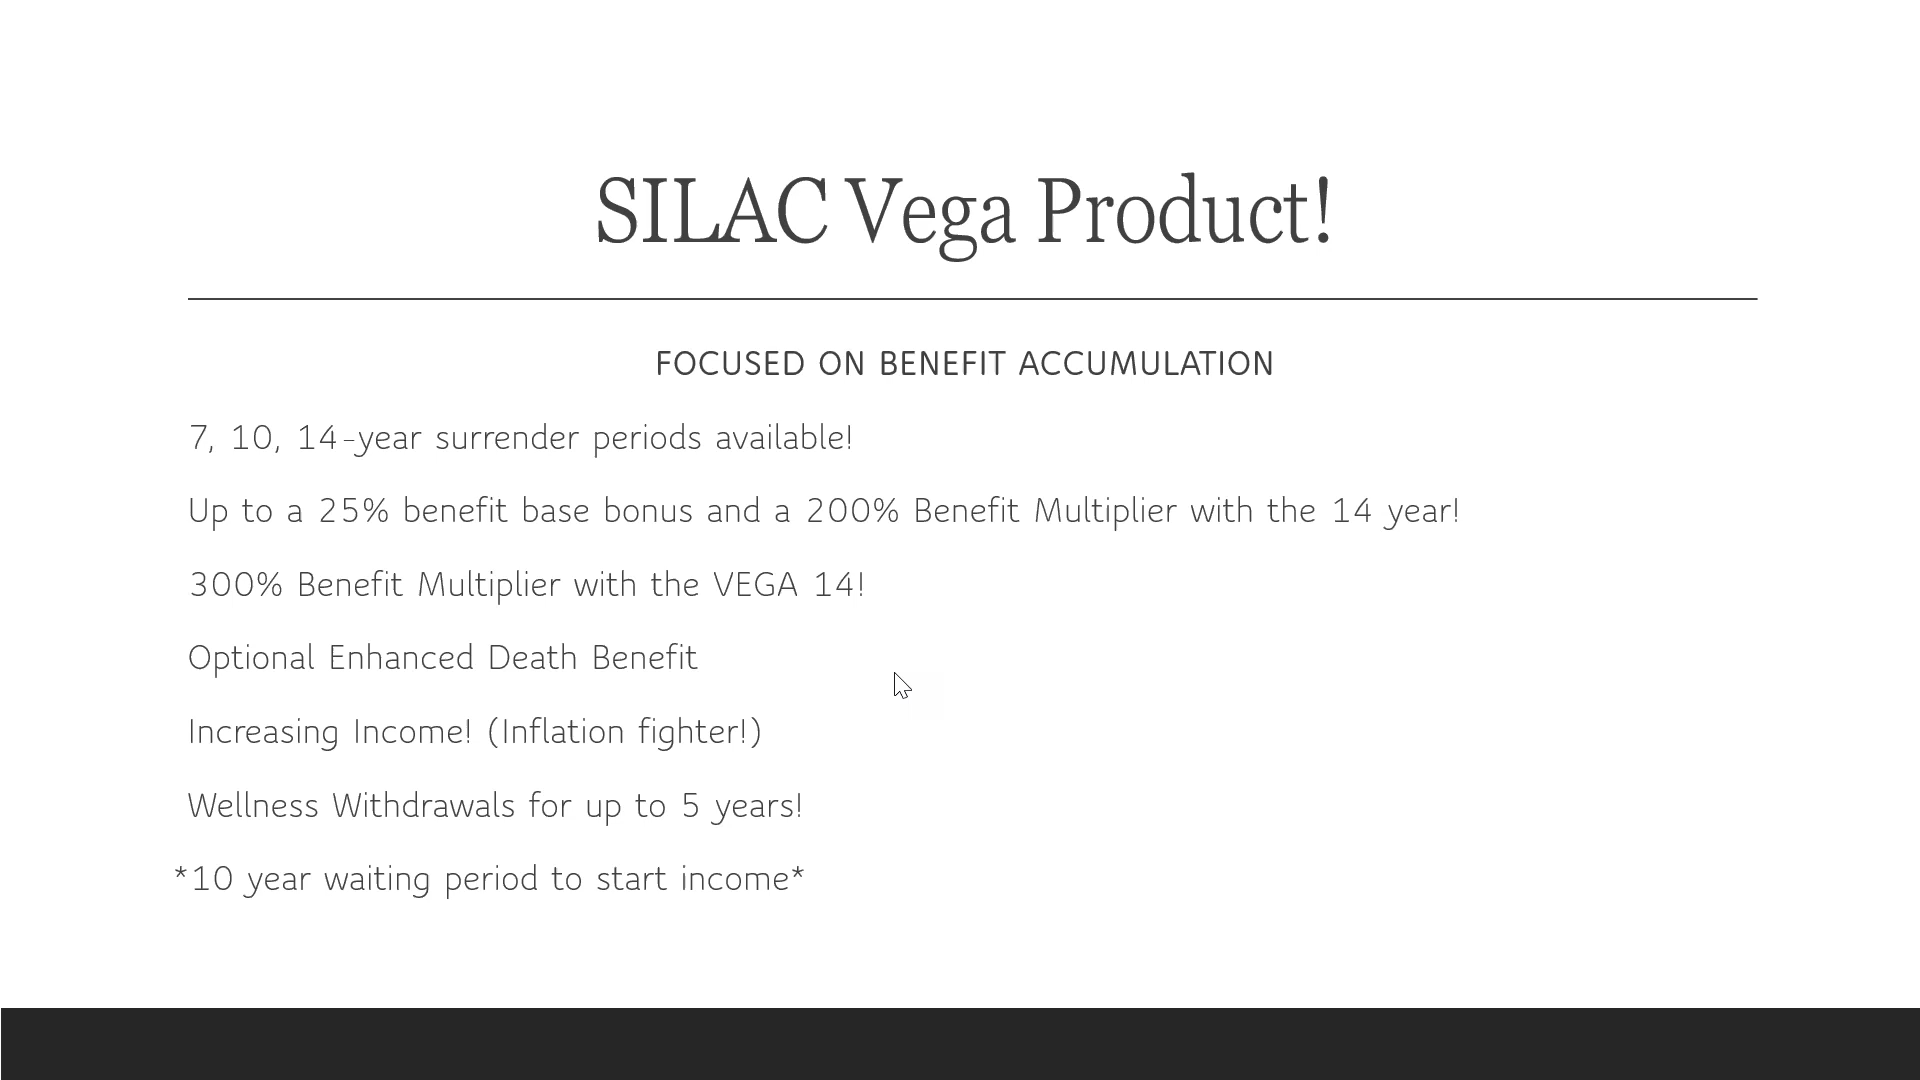 SILAC Vega Product!
FOCUSED ON BENEFIT ACCUMULATION
7, 10, 14-year surrender periods available!
Up to a 25% benefit base bonus and a 200% Benefit Multiplier with the 14 year!
300% Benefit Multiplier with the VEGA 14!
Optional Enhanced Death Benefit
Increasing Income! (Inflation fighter!)
Wellness Withdrawals for up to 5 years!
*10 year waiting period to start income*